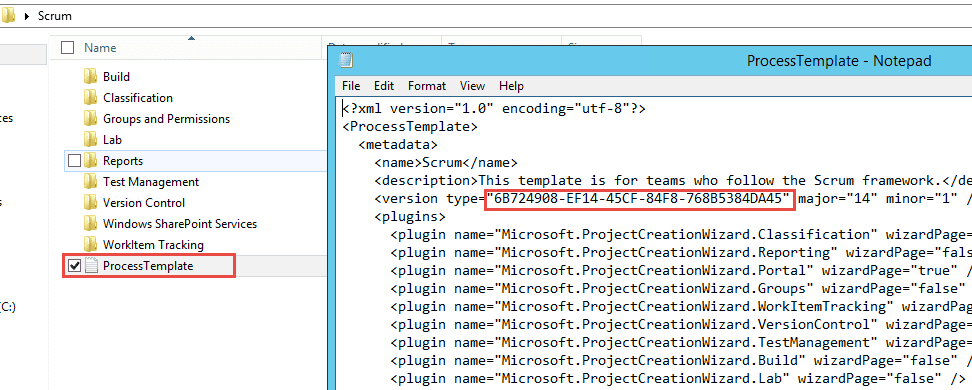 Scrum
Name
Build
Classification
Groups and Permissions
Lab
Reports
Test Management
Version Control
Windows SharePoint Services
WorkItem Tracking
ProcessTemplate
(C:)
ProcessTemplate - Notepad
File Edit Format View Help
<?xml version="1.0" encoding="utf-8"?>
<ProcessTemplate>
<metadata>
<name>Scrum</name>
<description>This template is for teams who follow the Scrum framework.</de
<version type="6B724908-EF14-45CF-84F8-768B5384DA45" major="14" minor="1" /
<plugins>
<plugin name="Microsoft.ProjectCreationWizard.Classification" wizardPage=
<plugin name="Microsoft.ProjectCreationWizard.Reporting" wizardPage="fals
<plugin name="Microsoft.ProjectCreationWizard.Portal" wizardPage="true" /
<plugin name="Microsoft.ProjectCreationWizard.Groups" wizardPage="false"
<plugin name="Microsoft.ProjectCreationWizard.WorkItemTracking" wizardPag
<plugin name="Microsoft.ProjectCreationWizard.VersionControl" wizardPage=
<plugin name="Microsoft.ProjectCreationWizard.TestManagement" wizardPage=
<plugin name="Microsoft.ProjectCreationWizard.Build" wizardPage="false" /
<plugin name="Microsoft.ProjectCreationWizard.Lab" wizardPage="false" />